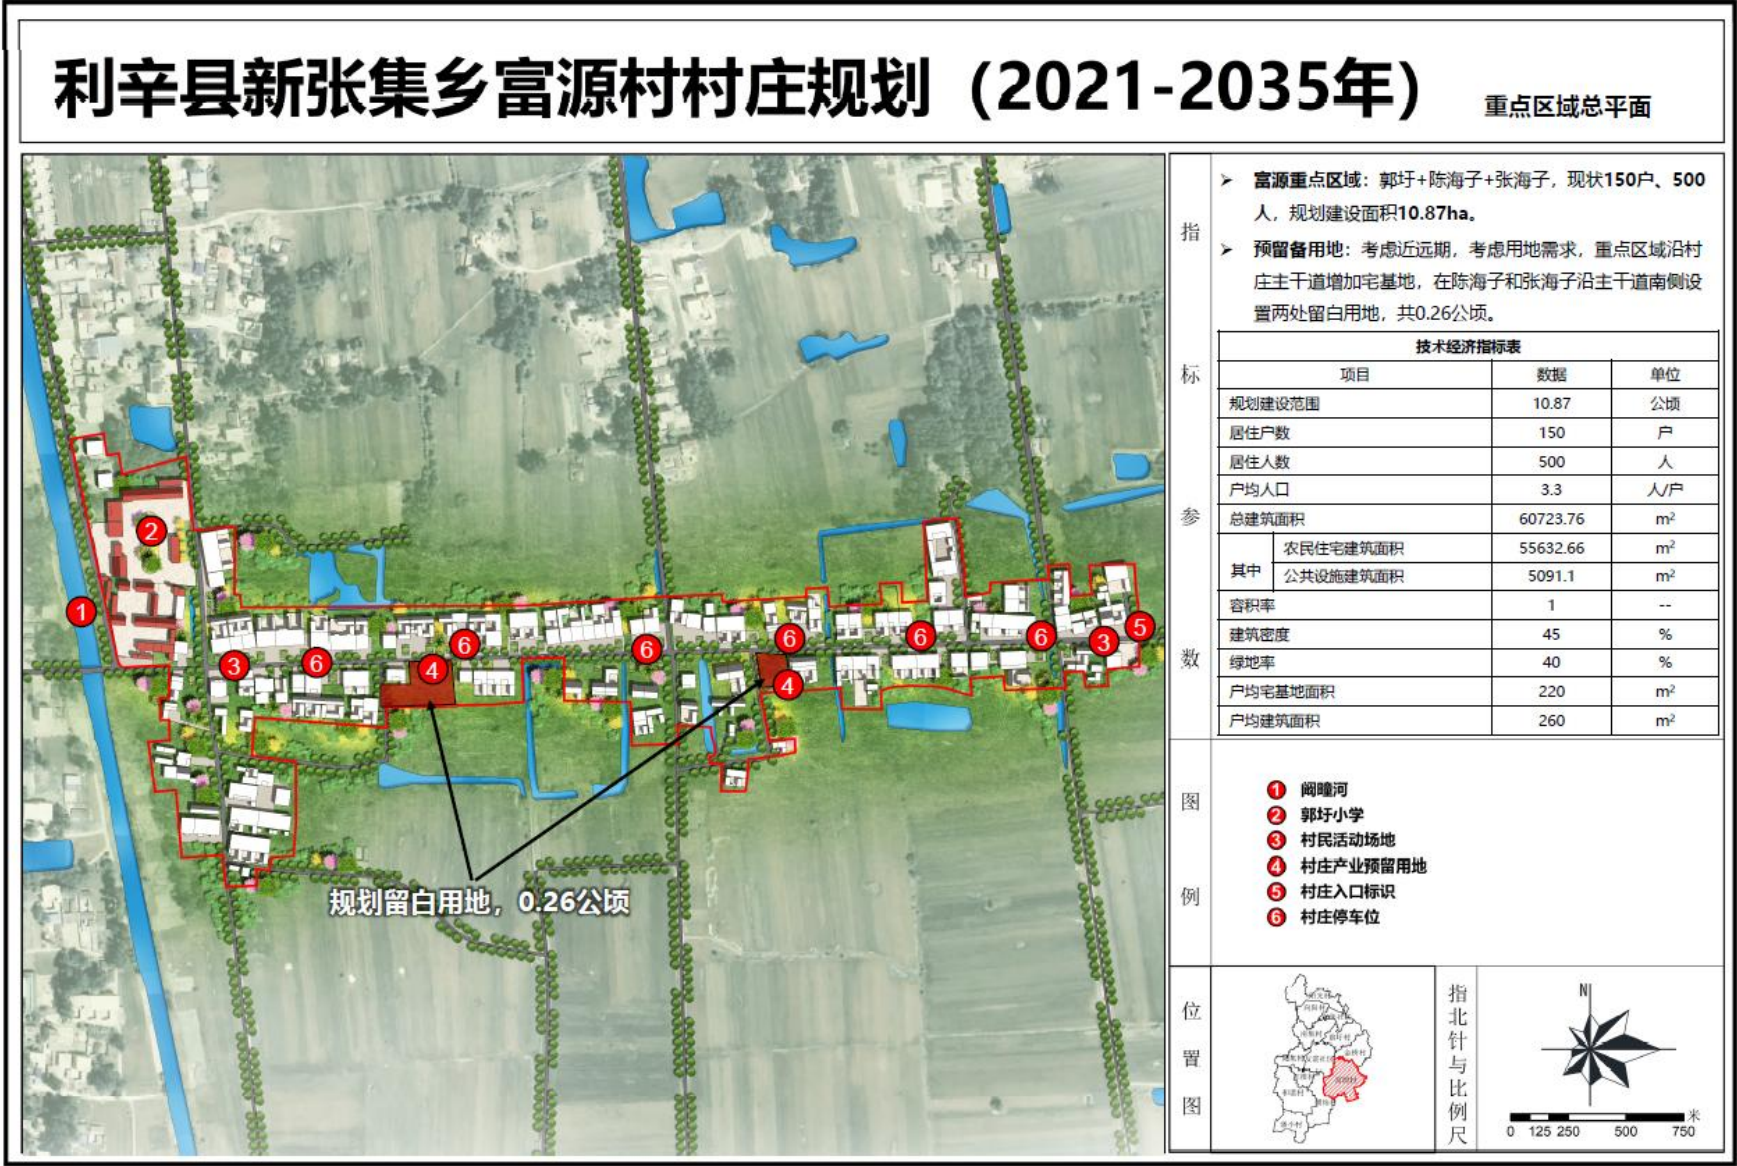 利辛县新张集乡富源村村庄规划（2021-2035年） 重点区域总平面
1
2
3
6
4
6
6
6
4
6
6
3
5
规划留白用地，0.26公顷
指标参数
➢ 富源重点区域：郭圩+陈海子+张海子，现状150户、500
人，规划建设面积10.87ha。
➢ 预留备用地：考虑近远期，考虑用地需求，重点区域沿村
庄主干道增加宅基地，在陈海子和张海子沿主干道南侧设
置两处留白用地，共0.26公顷。
技术经济指标表
项目 数据 单位
规划建设范围 10.87 公顷
居住户数 150 户
居住人数 500 人
户均人口 3.3 人/户
总建筑面积 60723.76 m²
其中 农民住宅建筑面积 55632.66 m²
公共设施建筑面积 5091.1 m²
容积率 1 --
建筑密度 45 %
绿地率 40 %
户均宅基地面积 220 m²
户均建筑面积 260 m²
图例
1 阚疃河
2 郭圩小学
3 村民活动场地
4 村庄产业预留用地
5 村庄入口标识
6 村庄停车位
位置图
指北针与比例尺
N
米
0 125 250 500 750